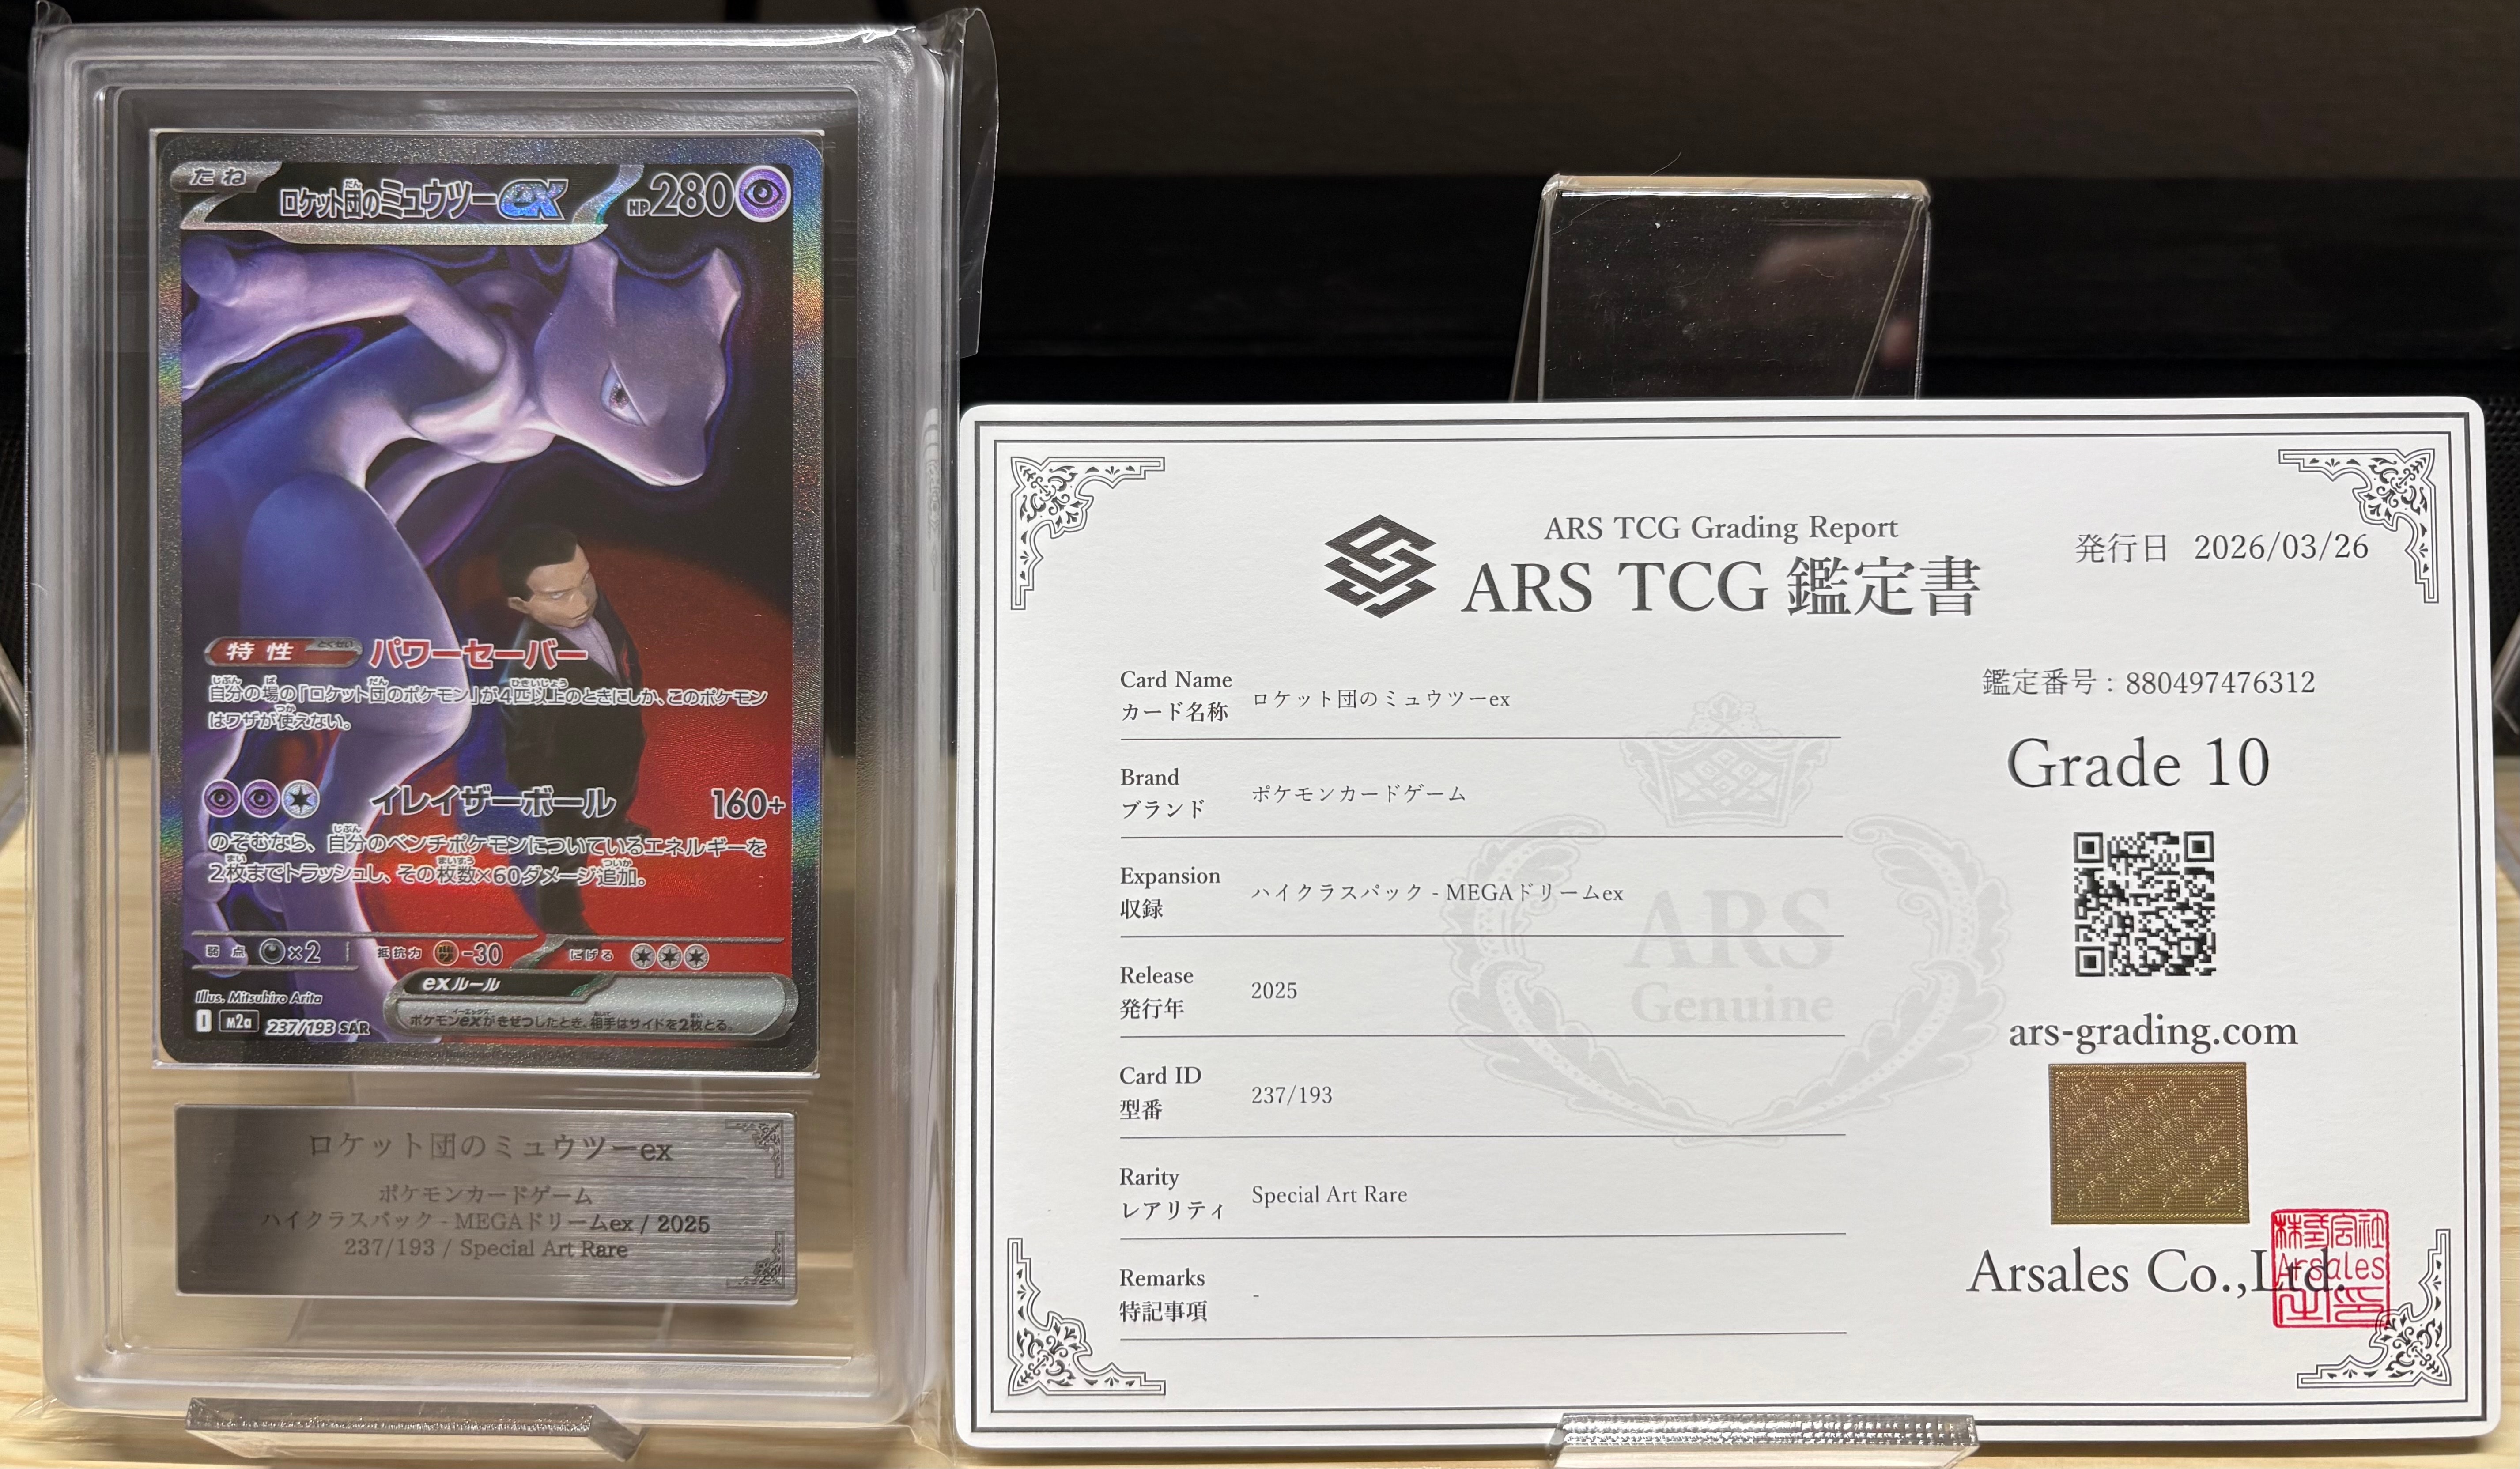 たね
ロケット団のミュウツーex
だん
HP280
特性 とくせい パワーセーバー
自分の場の「ロケット団のポケモン」が4匹以上のときにしか、このポケモン
はワザが使えない。
イレイザーボール 160+
のぞむなら、自分のベンチポケモンについているエネルギーを
2枚までトラッシュし、その枚数×60ダメージ追加。
弱点 ×2 抵抗力 -30 にげる
Illus. Mitsuhiro Arita
exルール
ポケモンexがきぜつしたとき、相手はサイドを2枚とる。
I m2a 237/193 SAR
ロケット団のミュウツーex
ポケモンカードゲーム
ハイクラスパック - MEGAドリームex / 2025
237/193 / Special Art Rare
ARS TCG Grading Report
ARS TCG 鑑定書
発行日 2026/03/26
Card Name
カード名称
ロケット団のミュウツーex
Brand
ブランド
ポケモンカードゲーム
Expansion
収録
ハイクラスパック - MEGAドリームex
Release
発行年
2025
Card ID
型番
237/193
Rarity
レアリティ
Special Art Rare
Remarks
特記事項
-
ARS
Genuine
鑑定番号 : 880497476312
Grade 10
ars-grading.com
Arsales Co.,Ltd.
株式会社
Arsales
之印